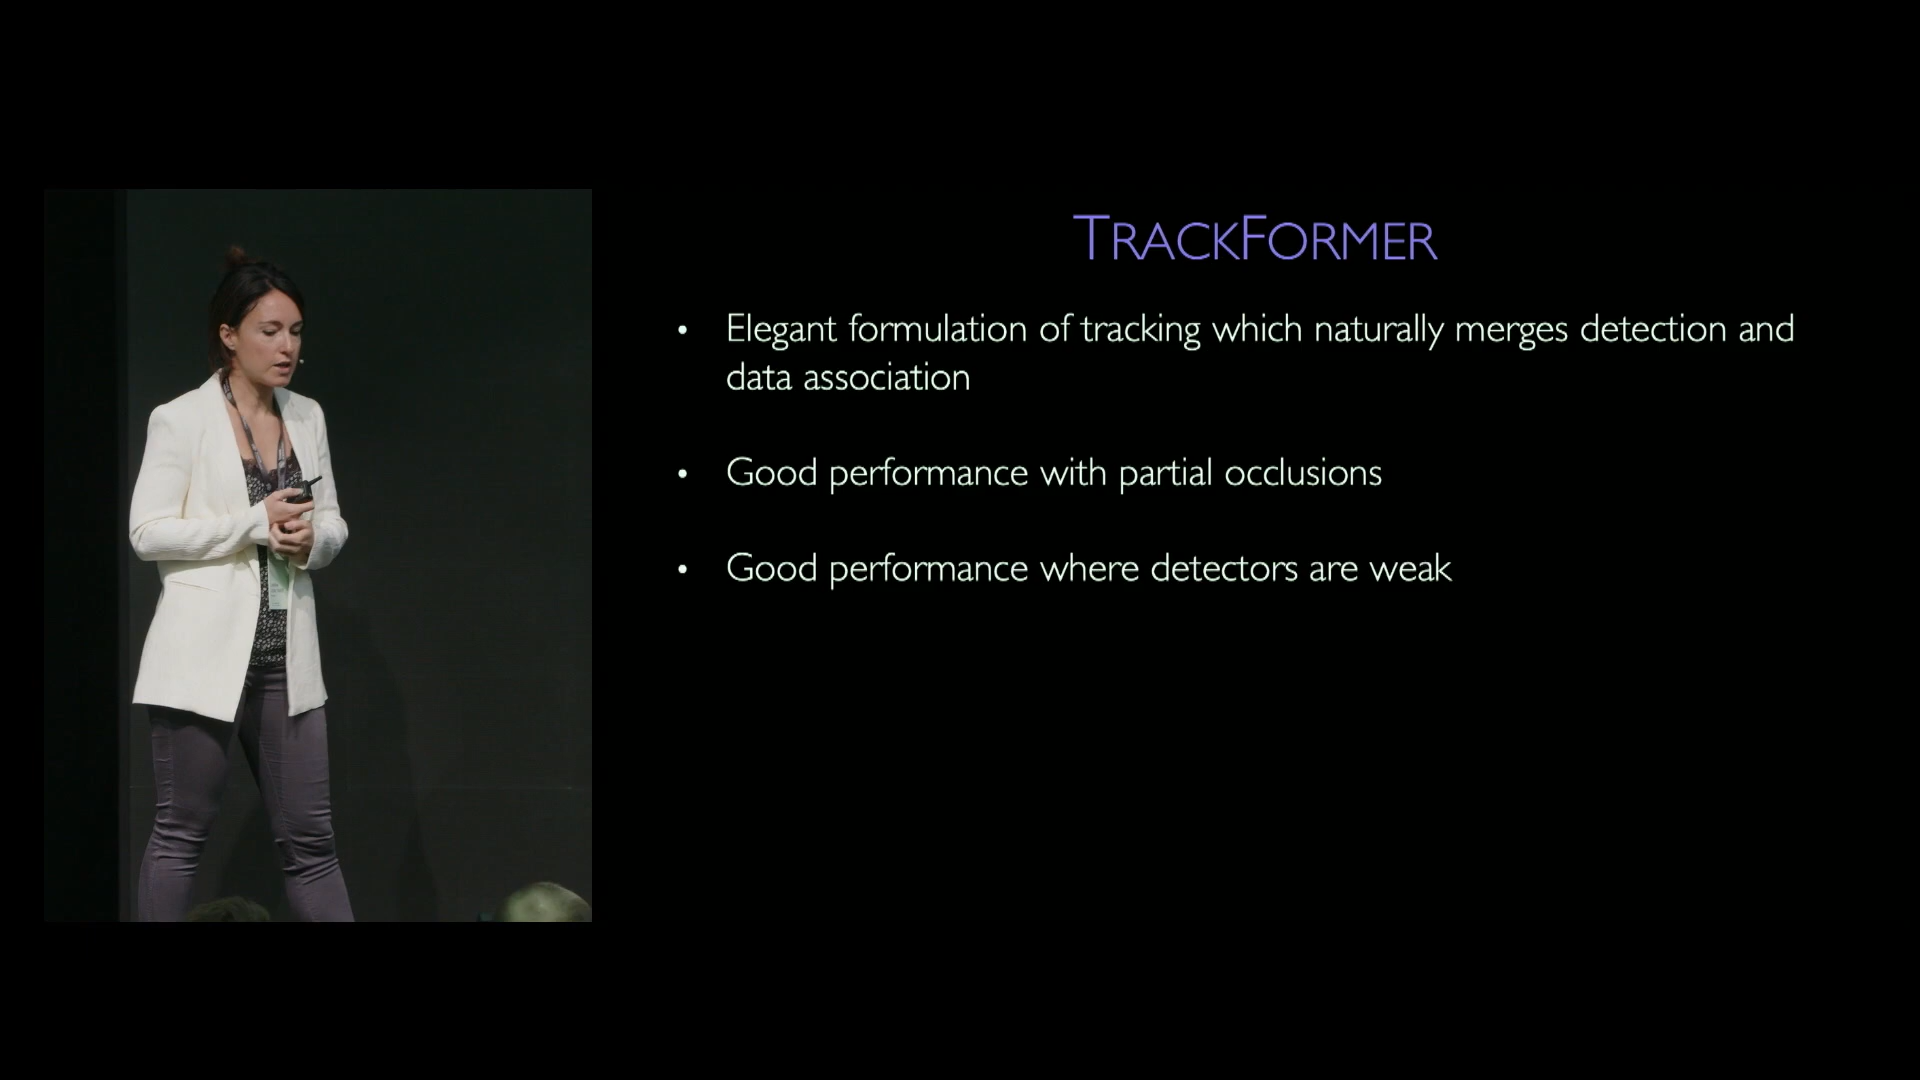 TRACKFORMER
• Elegant formulation of tracking which naturally merges detection and
data association
• Good performance with partial occlusions
• Good performance where detectors are weak